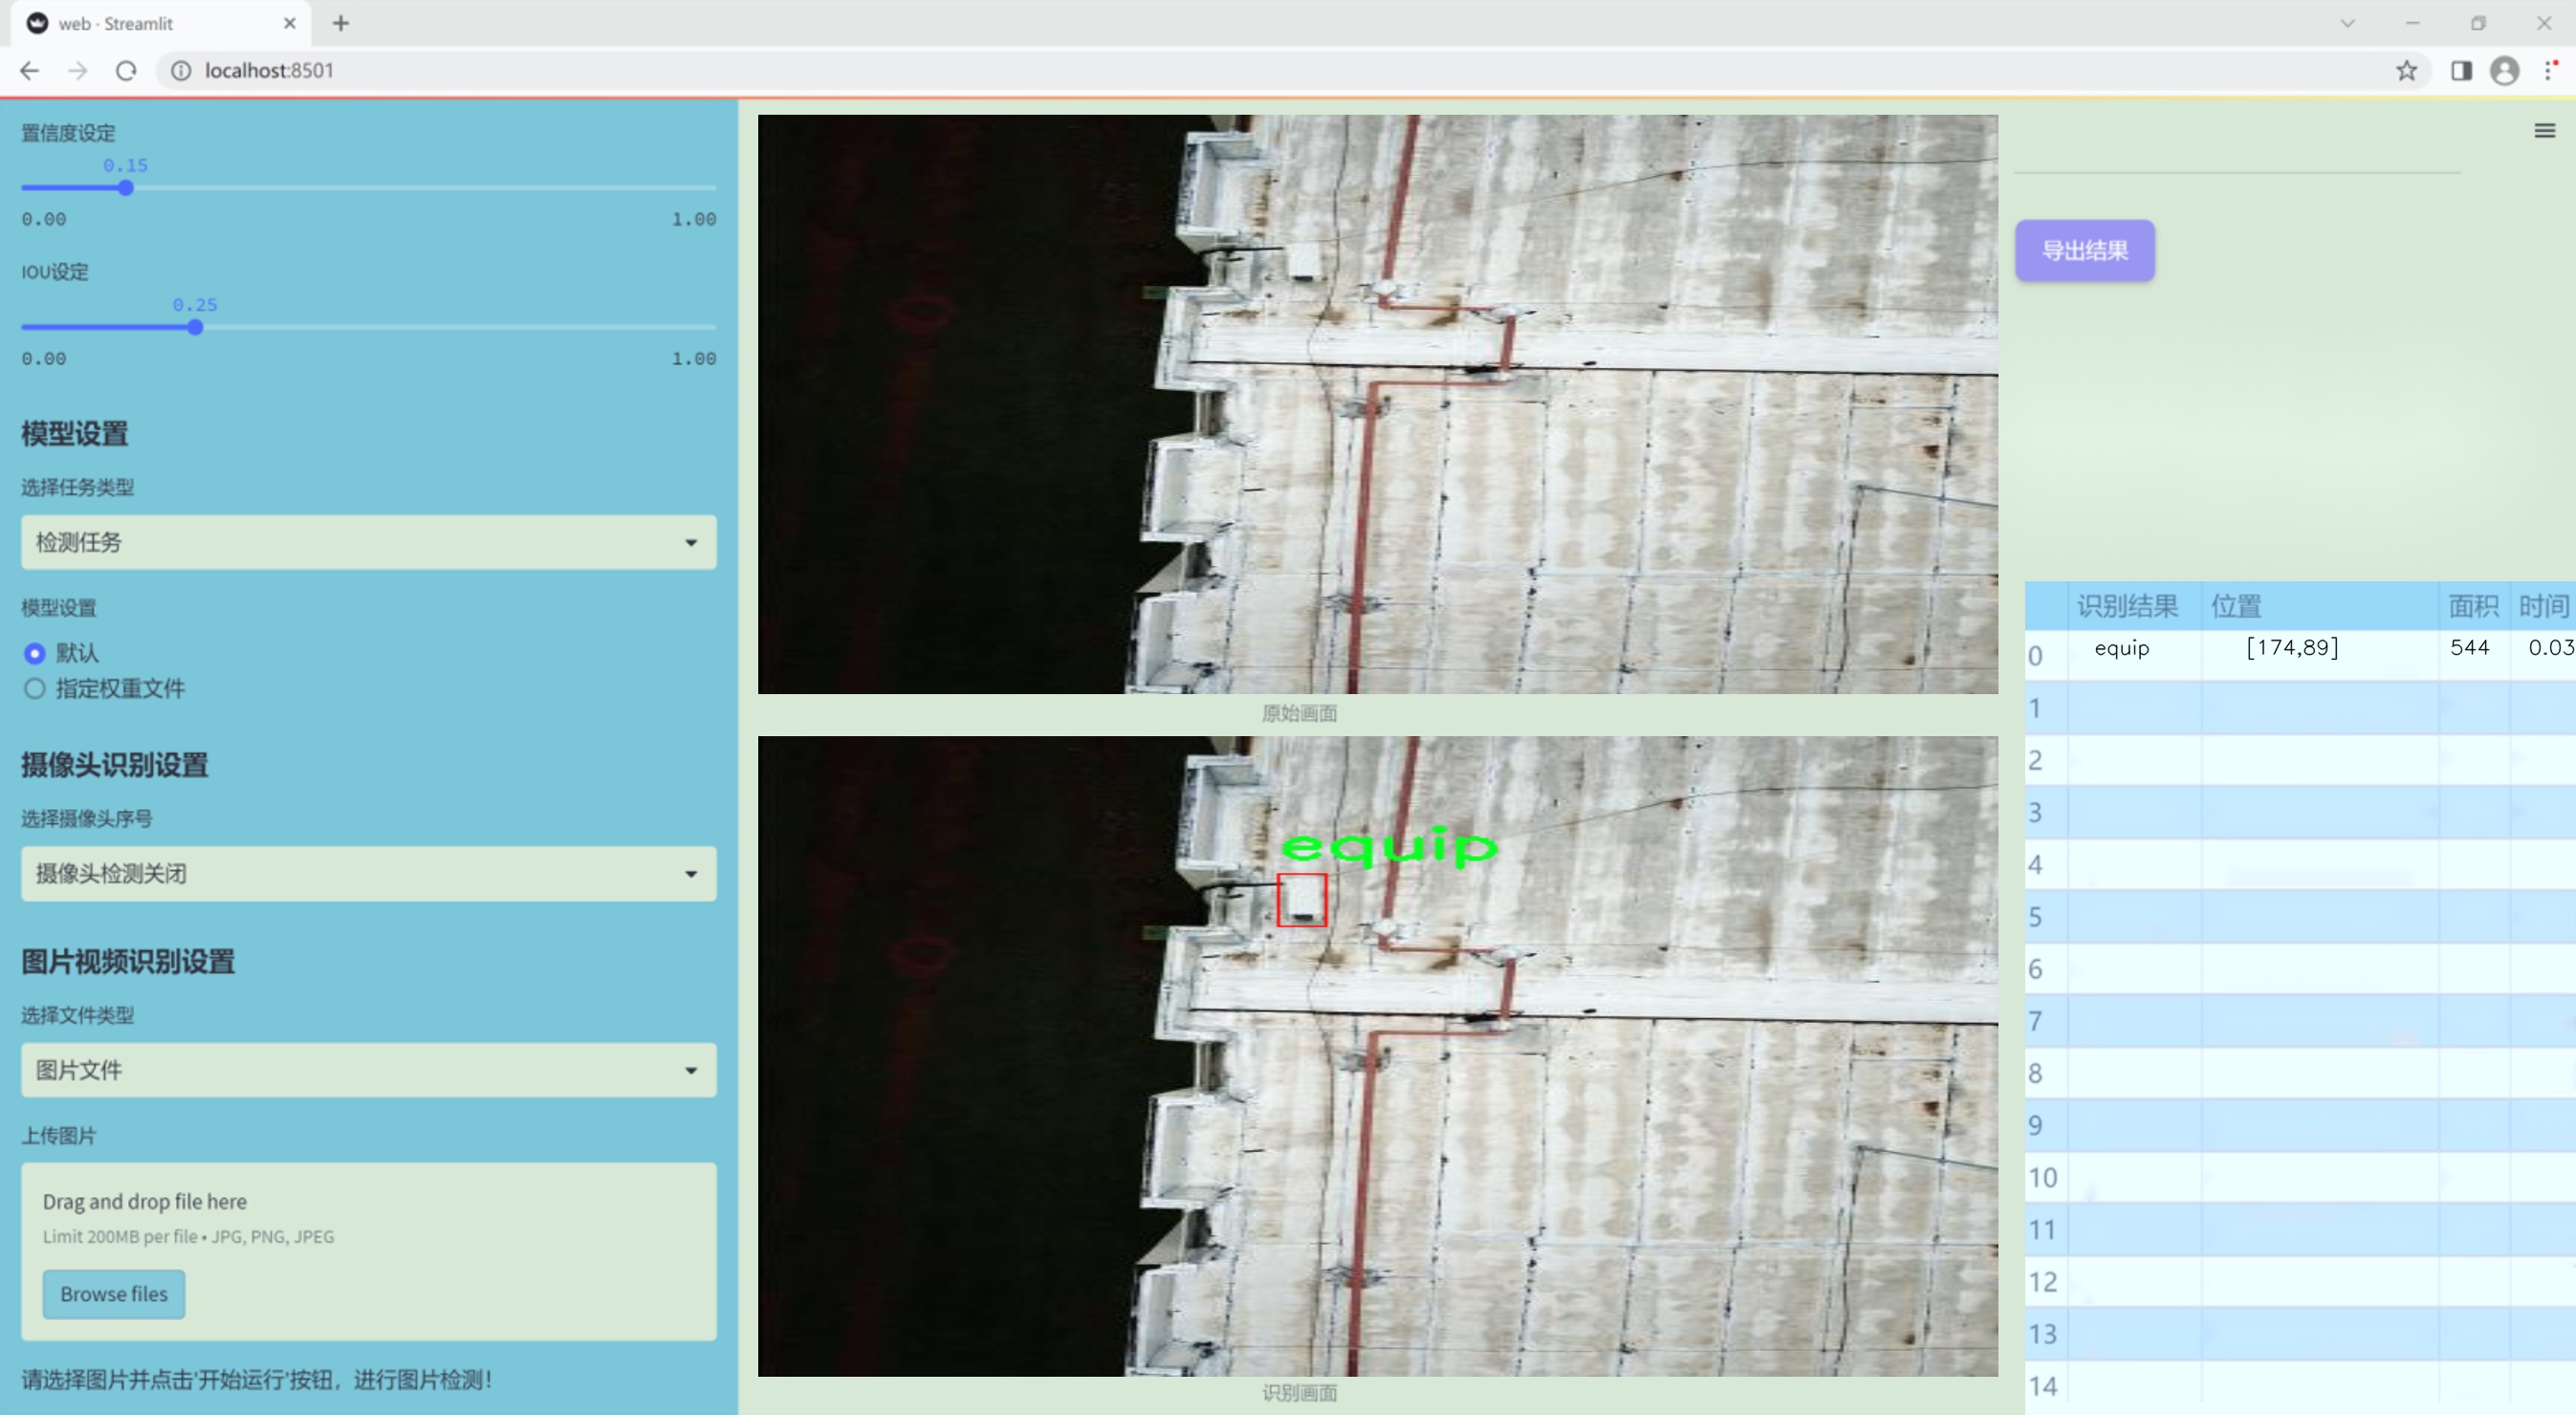 web · Streamlit
localhost:8501
置信度设定
0.15
0.00 1.00
IOU设定
0.25
0.00 1.00
模型设置
选择任务类型
检测任务
模型设置
默认
指定权重文件
摄像头识别设置
选择摄像头序号
摄像头检测关闭
图片视频识别设置
选择文件类型
图片文件
上传图片
Drag and drop file here
Limit 200MB per file • JPG, PNG, JPEG
Browse files
请选择图片并点击'开始运行'按钮，进行图片检测！
原始画面
equip
识别画面
导出结果
识别结果 位置 面积 时间
0 equip [174,89] 544 0.03
1
2
3
4
5
6
7
8
9
10
11
12
13
14